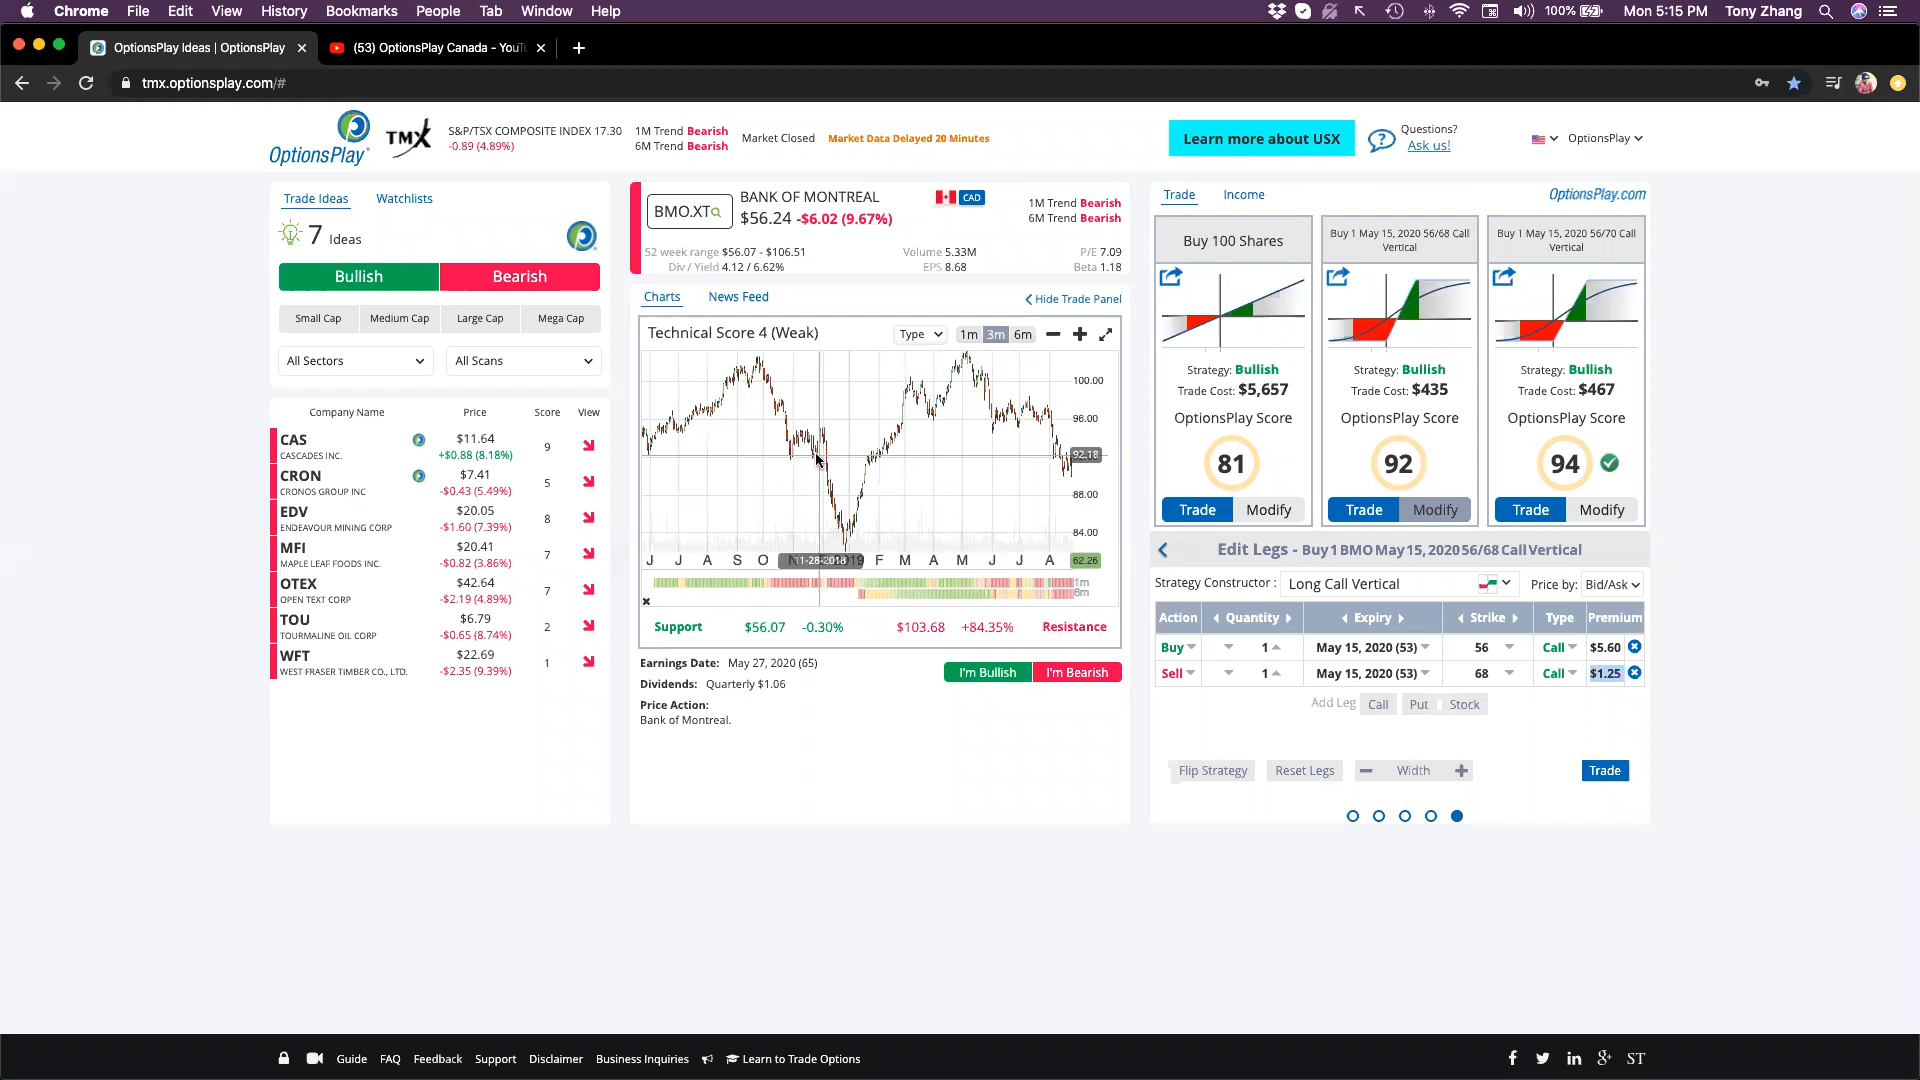 Chrome File Edit View History Bookmarks People Tab Window Help 100% Mon 5:15 PM Tony Zhang
OptionsPlay Ideas | OptionsPlay (53) OptionsPlay Canada - YouT
tmx.optionsplay.com/#
OptionsPlay TMX
S&P/TSX COMPOSITE INDEX 17.30
-0.89 (4.89%)
1M Trend Bearish
6M Trend Bearish
Market Closed
Market Data Delayed 20 Minutes
Learn more about USX
Questions?
Ask us!
OptionsPlay
Trade Ideas Watchlists
7 Ideas
Bullish Bearish
Small Cap Medium Cap Large Cap Mega Cap
All Sectors All Scans
Company Name Price Score View
CAS $11.64 9
CASCADES INC. +$0.88 (8.18%)
CRON $7.41 5
CRONOS GROUP INC -$0.43 (5.49%)
EDV $20.05 8
ENDEAVOUR MINING CORP -$1.60 (7.39%)
MFI $20.41 7
MAPLE LEAF FOODS INC. -$0.82 (3.86%)
OTEX $42.64 7
OPEN TEXT CORP -$2.19 (4.89%)
TOU $6.79 2
TOURMALINE OIL CORP -$0.65 (8.74%)
WFT $22.69 1
WEST FRASER TIMBER CO., LTD. -$2.35 (9.39%)
BMO.XT
BANK OF MONTREAL CAD
$56.24 -$6.02 (9.67%)
1M Trend Bearish
6M Trend Bearish
52 week range $56.07 - $106.51 Volume 5.33M P/E 7.09
Div / Yield 4.12 / 6.62% EPS 8.68 Beta 1.18
Charts News Feed Hide Trade Panel
Technical Score 4 (Weak) Type 1m 3m 6m
100.00
96.00
92.18
88.00
84.00
J J A S O 11-28-2018 F M A M J J A 62.26
1m
6m
Support $56.07 -0.30% $103.68 +84.35% Resistance
Earnings Date: May 27, 2020 (65)
I'm Bullish I'm Bearish
Dividends: Quarterly $1.06
Price Action:
Bank of Montreal.
Trade Income OptionsPlay.com
Buy 100 Shares
Strategy: Bullish
Trade Cost: $5,657
OptionsPlay Score
81
Trade Modify
Buy 1 May 15, 2020 56/68 Call
Vertical
Strategy: Bullish
Trade Cost: $435
OptionsPlay Score
92
Trade Modify
Buy 1 May 15, 2020 56/70 Call
Vertical
Strategy: Bullish
Trade Cost: $467
OptionsPlay Score
94
Trade Modify
Edit Legs - Buy 1 BMO May 15, 2020 56/68 Call Vertical
Strategy Constructor : Long Call Vertical Price by: Bid/Ask
Action Quantity Expiry Strike Type Premium
Buy 1 May 15, 2020 (53) 56 Call $5.60
Sell 1 May 15, 2020 (53) 68 Call $1.25
Add Leg Call Put Stock
Flip Strategy Reset Legs Width Trade
Guide FAQ Feedback Support Disclaimer Business Inquiries Learn to Trade Options ST